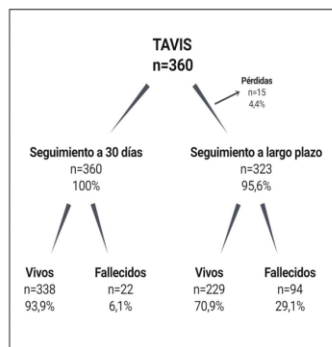 TAVIS
n=360
Pérdidas
n=15
4,4%
Seguimiento a 30 días
n=360
100%
Seguimiento a largo plazo
n=323
95,6%
Vivos
n=338
93,9%
Fallecidos
n=22
6,1%
Vivos
n=229
70,9%
Fallecidos
n=94
29,1%